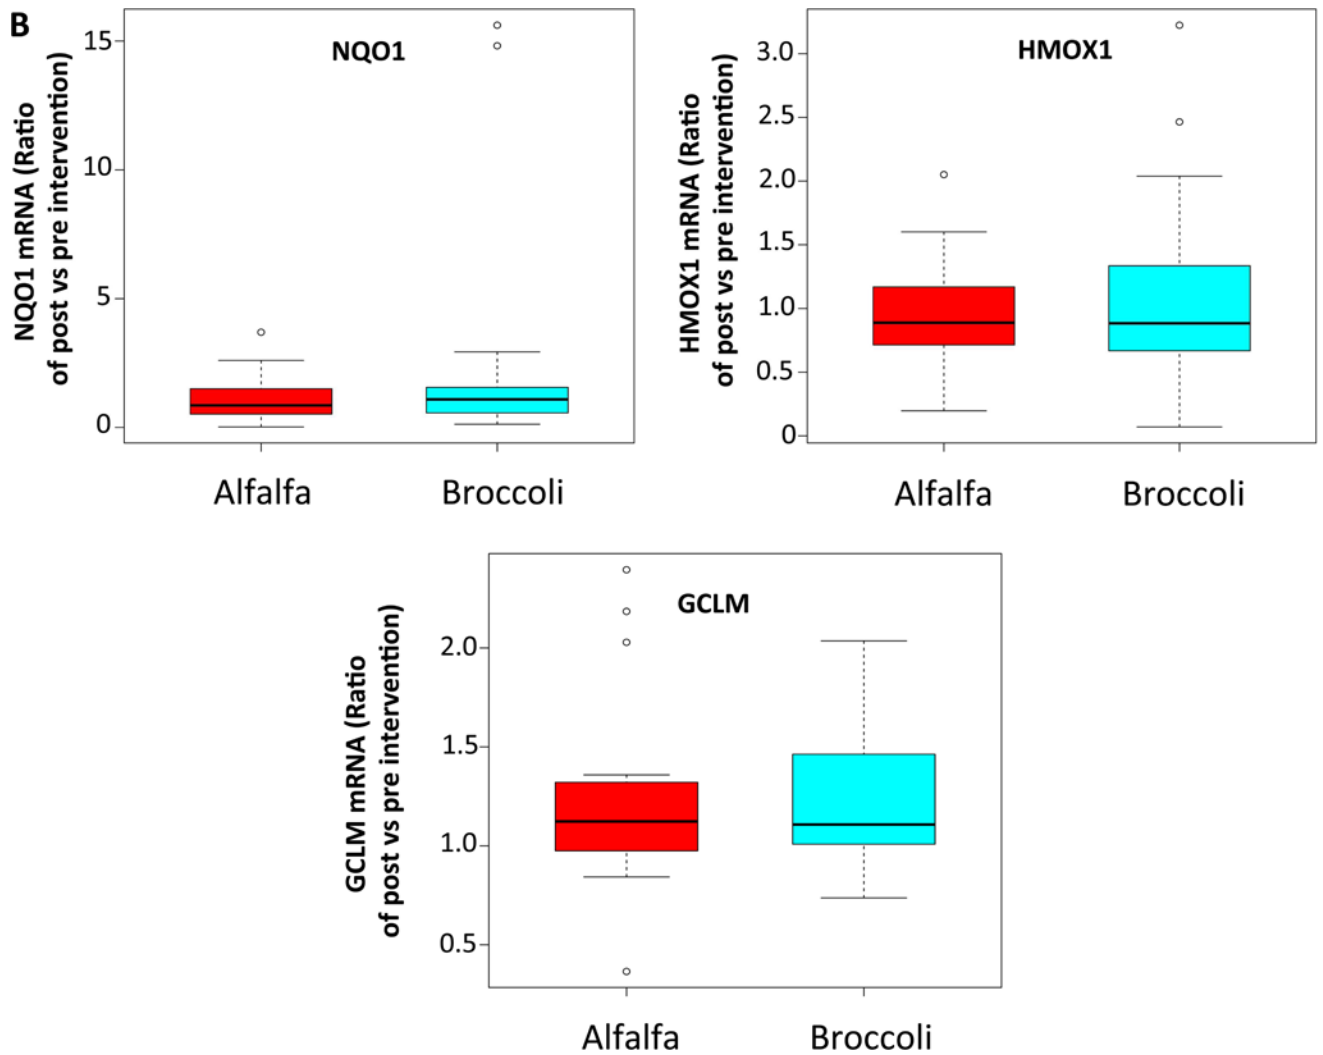 B
NQO1
NQO1 mRNA (Ratio
of post vs pre intervention)
15
10
5
0
Alfalfa
Broccoli
HMOX1
HMOX1 mRNA (Ratio
of post vs pre intervention)
3.0
2.5
2.0
1.5
1.0
0.5
0
Alfalfa
Broccoli
GCLM
GCLM mRNA (Ratio
of post vs pre intervention)
2.0
1.5
1.0
0.5
Alfalfa
Broccoli